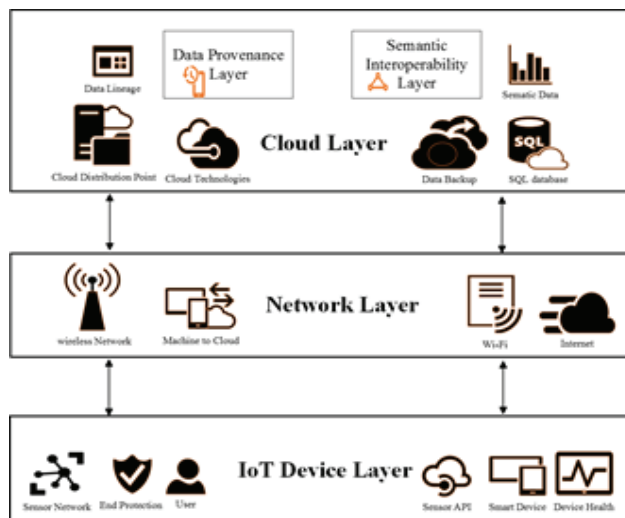 Data Provenance
Layer
Semantic
Interoperability
Layer
Data Lineage
Sematic Data
Cloud Layer
SQL
Cloud Distribution Point
Cloud Technologies
Data Backup
SQL database
Network Layer
wireless Network
Machine to Cloud
Wi-Fi
Internet
IoT Device Layer
Sensor Network
End Protection
User
Sensor API
Smart Device
Device Health